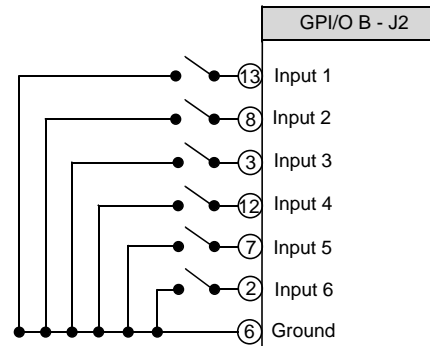 GPI/O B - J2
13 Input 1
8 Input 2
3 Input 3
12 Input 4
7 Input 5
2 Input 6
6 Ground